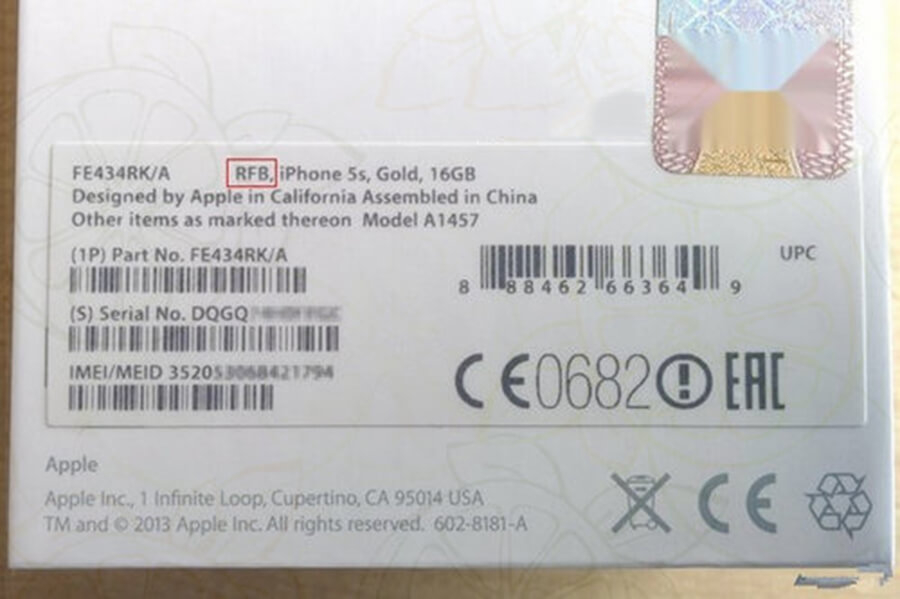 FE434RK/A RFB, iPhone 5s, Gold, 16GB
Designed by Apple in California Assembled in China
Other items as marked thereon Model A1457
(1P) Part No. FE434RK/A
UPC
8 88462 66364 9
(S) Serial No. DQGQ
IMEI/MEID 3520
CE0682 EAC
Apple
Apple Inc., 1 Infinite Loop, Cupertino, CA 95014 USA
TM and © 2013 Apple Inc. All rights reserved. 602-8181-A
CE